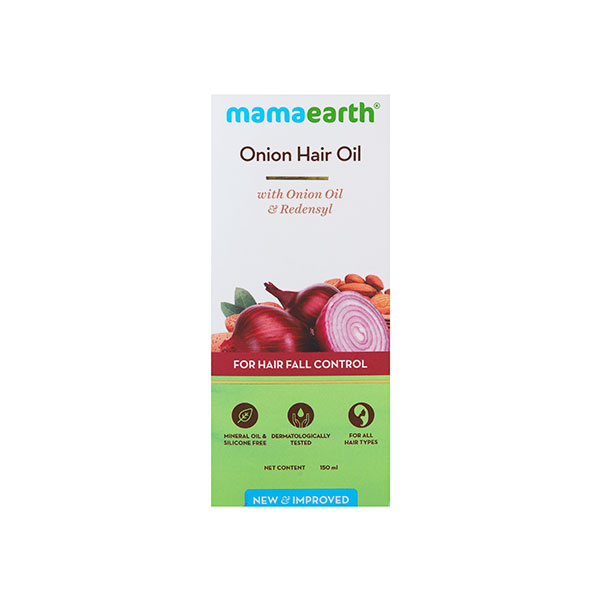 mamaearth®
Onion Hair Oil
with Onion Oil
& Redensyl
FOR HAIR FALL CONTROL
MINERAL OIL &
SILICONE FREE
DERMATOLOGICALLY
TESTED
FOR ALL
HAIR TYPES
NET CONTENT 150 ml
NEW & IMPROVED